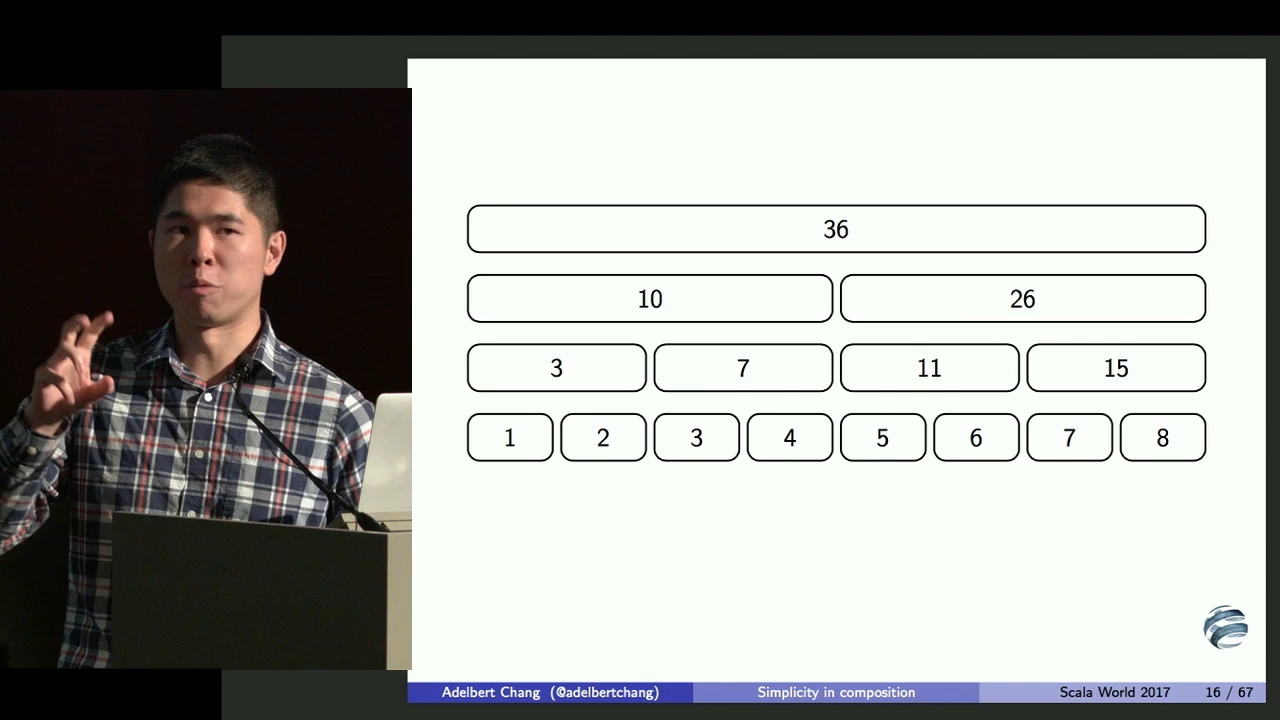 36
10 26
3 7 11 15
1 2 3 4 5 6 7 8
Adelbert Chang (@adelbertchang) Simplicity in composition Scala World 2017 16 / 67